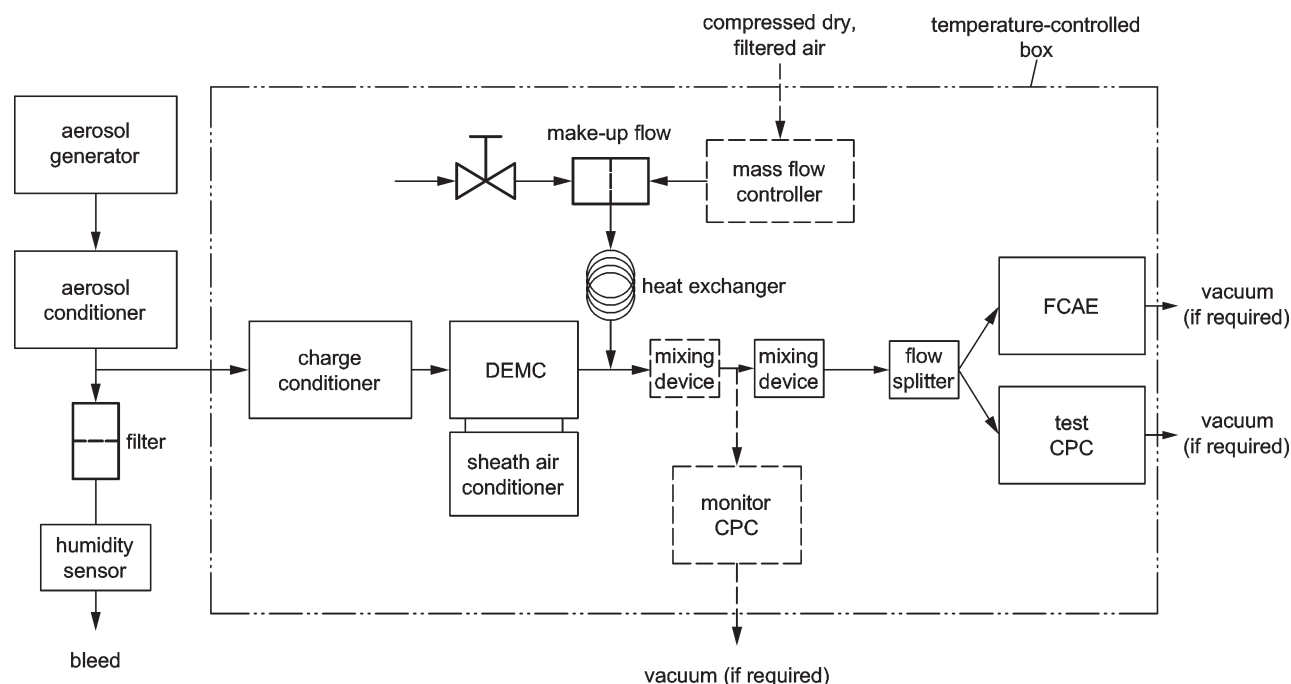 compressed dry,
filtered air
temperature-controlled
box
aerosol
generator
make-up flow
mass flow
controller
aerosol
conditioner
heat exchanger
FCAE
vacuum
(if required)
charge
conditioner
DEMC
mixing
device
mixing
device
flow
splitter
test
CPC
vacuum
(if required)
filter
sheath air
conditioner
monitor
CPC
humidity
sensor
bleed
vacuum (if required)